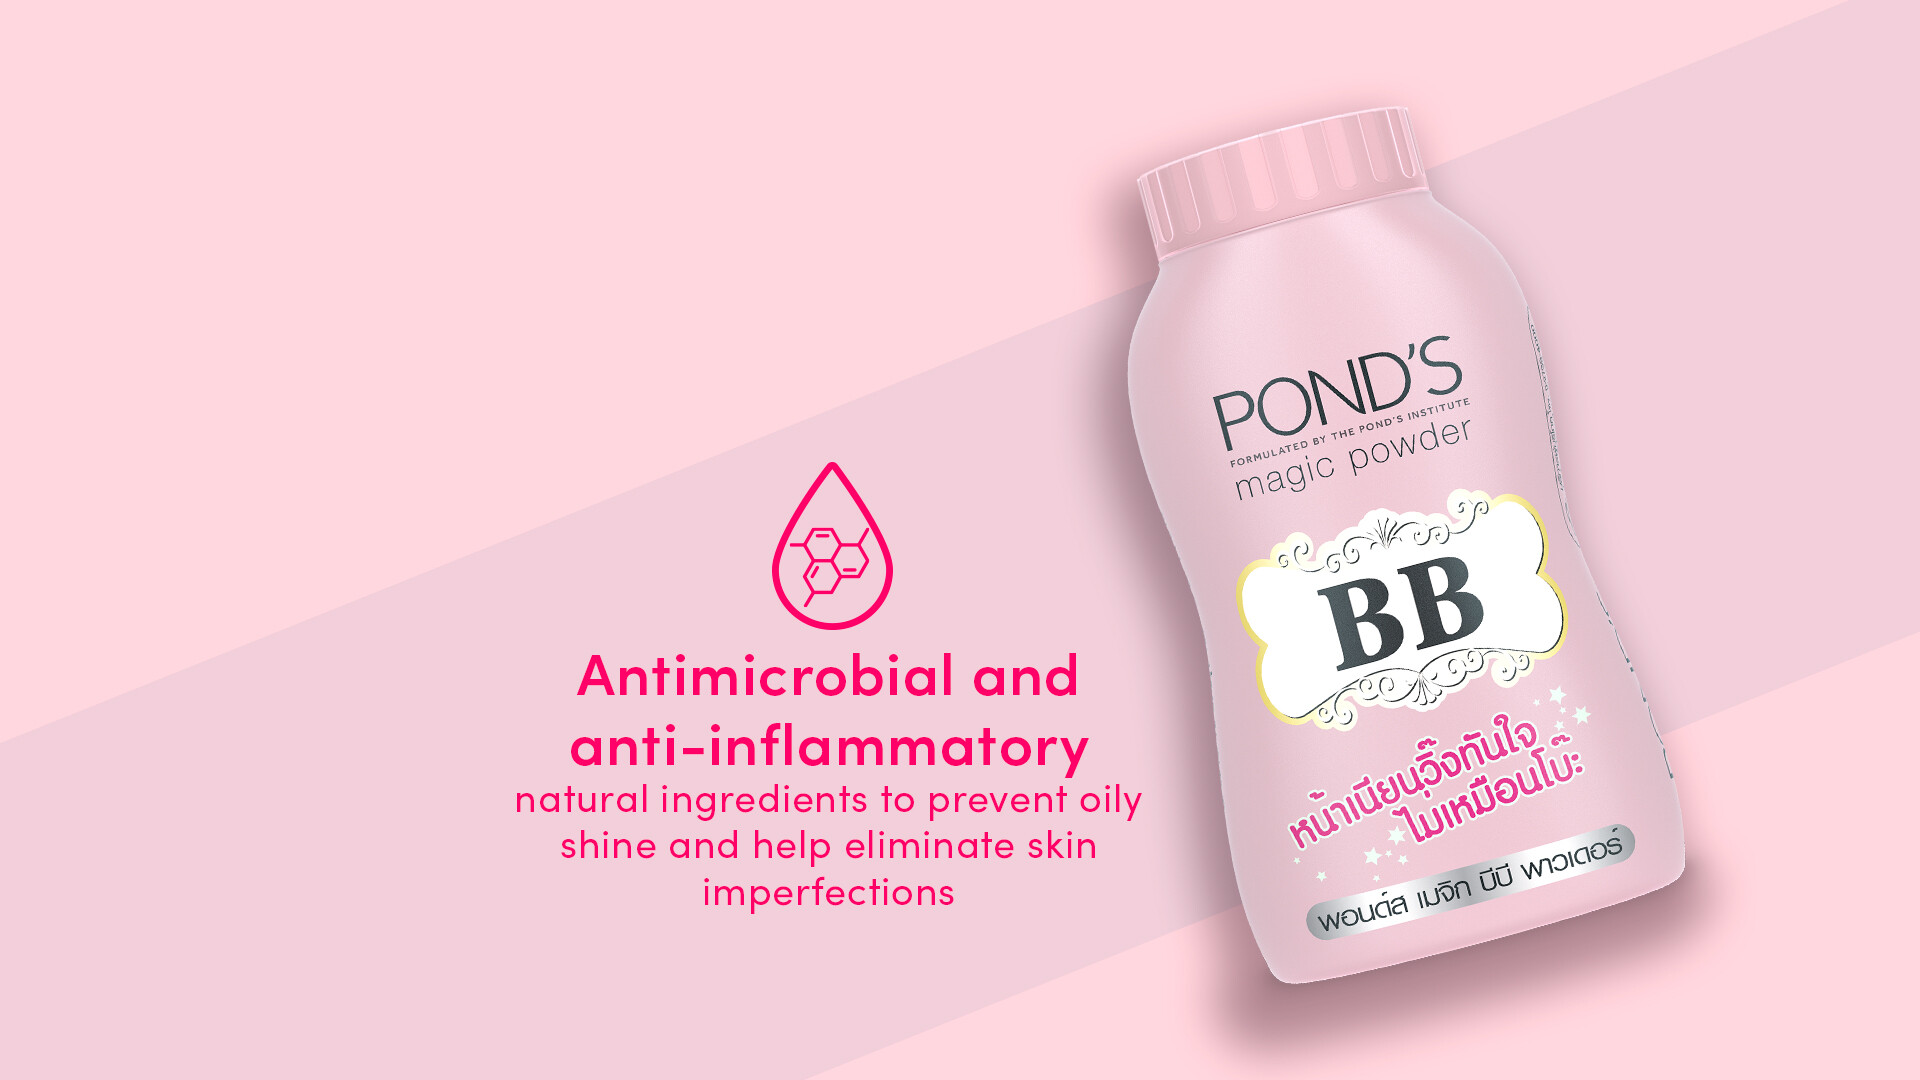 Antimicrobial and
anti-inflammatory
natural ingredients to prevent oily
shine and help eliminate skin
imperfections
POND'S
FORMULATED BY THE POND'S INSTITUTE
magic powder
BB
หน้าเนียนวิ๊งทันใจ
ไม่เหมือนโบ๊ะ
พอนด์ส เมจิก บีบี พาวเดอร์